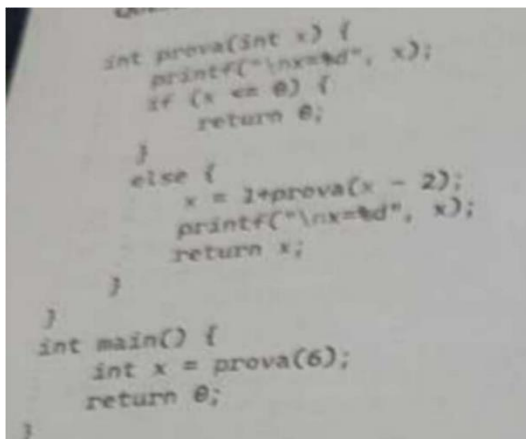 int prova(int x) {
printf("\nx=%d", x);
if (x <= 0) {
return 0;
}
else {
x = 1+prova(x - 2);
printf("\nx=%d", x);
return x;
}
}
int main() {
int x = prova(6);
return 0;
}